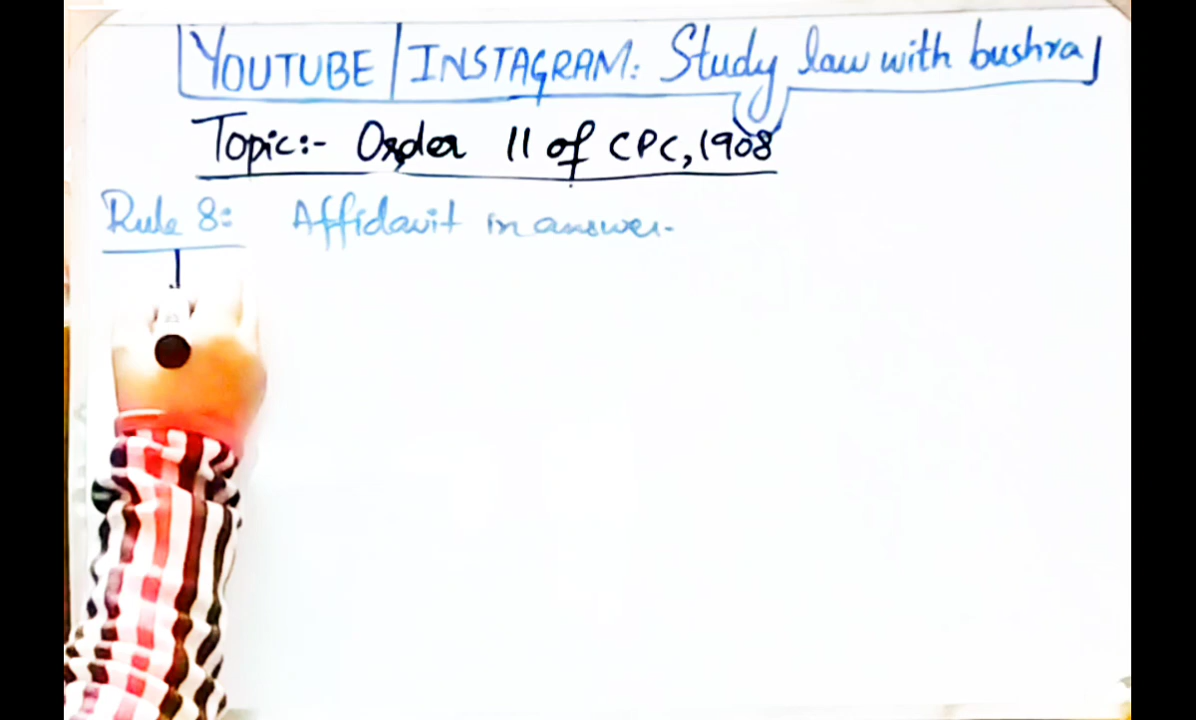 YOUTUBE | INSTAGRAM: Study law with bushra
Topic:- Order 11 of CPC, 1908
Rule 8: Affidavit in answer.